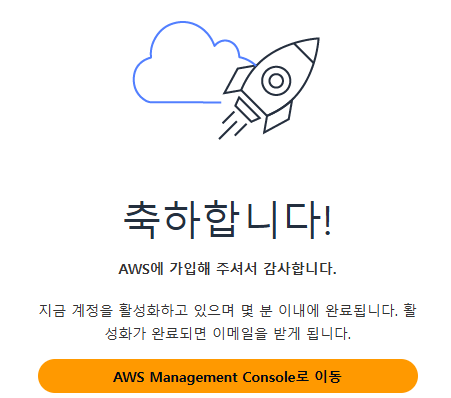 축하합니다!
AWS에 가입해 주셔서 감사합니다.
지금 계정을 활성화하고 있으며 몇 분 이내에 완료됩니다. 활
성화가 완료되면 이메일을 받게 됩니다.
AWS Management Console로 이동